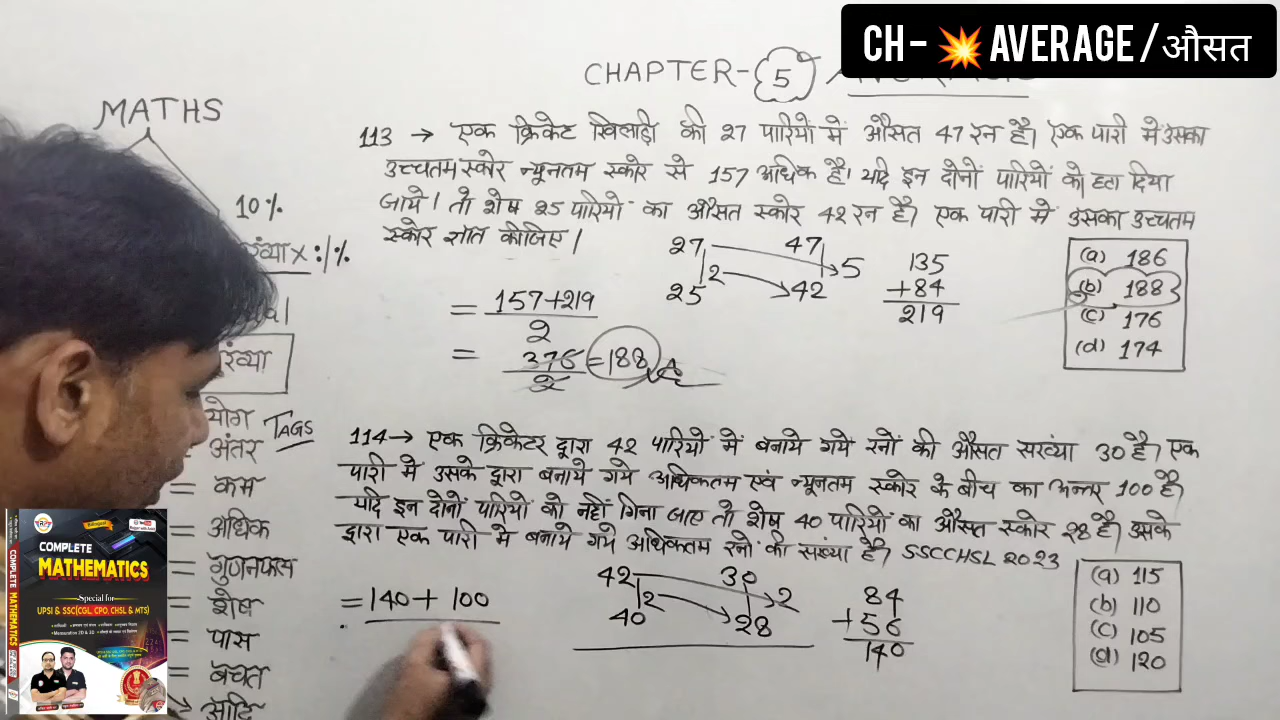 CH - 💥 AVERAGE / औसत
CHAPTER - 5
MATHS
10%
संख्या x :/%
113 → एक क्रिकेट खिलाड़ी की 27 पारियों में औसत 47 रन है। एक पारी में उसका
उच्चतम स्कोर न्यूनतम स्कोर से 157 अधिक है। यदि इन दोनों पारियों को हटा दिया
जाये। तो शेष 25 पारियों का औसत स्कोर 42 रन है। एक पारी में उसका उच्चतम
स्कोर ज्ञात कीजिए।
27 47
2 5
25 42
135
+84
219
= 157+219
2
= 376 = 188
2
(a) 186
(b) 188
(c) 176
(d) 174
योग
अंतर
TAGS
= कम
अधिक
= गुणनफल
= शेष
= पास
= बचत
आदि
114 → एक क्रिकेटर द्वारा 42 पारियों में बनाये गये रनों की औसत सख्या 30 है। एक
पारी में उसके द्वारा बनाये गये अधिकतम एवं न्यूनतम स्कोर के बीच का अन्तर 100 है।
यदि इन दोनों पारियों को नहीं गिना जाए तो शेष 40 पारियों का औसत स्कोर 28 है। उसके
द्वारा एक पारी में बनाये गये अधिकतम रनों की सख्या है। SSC CHSL 2023
42 30
2 2
40 28
84
+56
140
= 140 + 100
(a) 115
(b) 110
(c) 105
(d) 120
COMPLETE
MATHEMATICS
Special for
UPSI & SSC(CGL, CPO, CHSL & MTS)